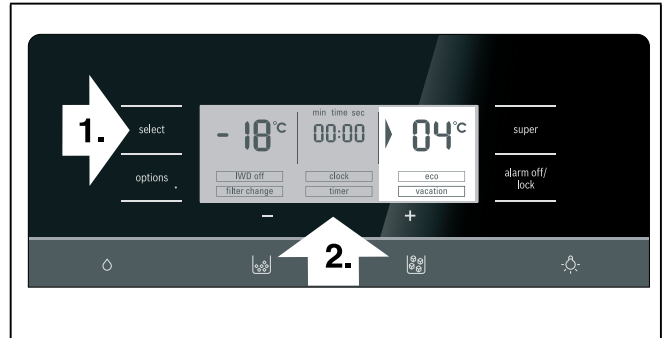 1.
select
options
- 18°C
min time sec
00:00
04°C
IWD off
clock
eco
filter change
timer
vacation
super
alarm off/
lock
−
+
2.